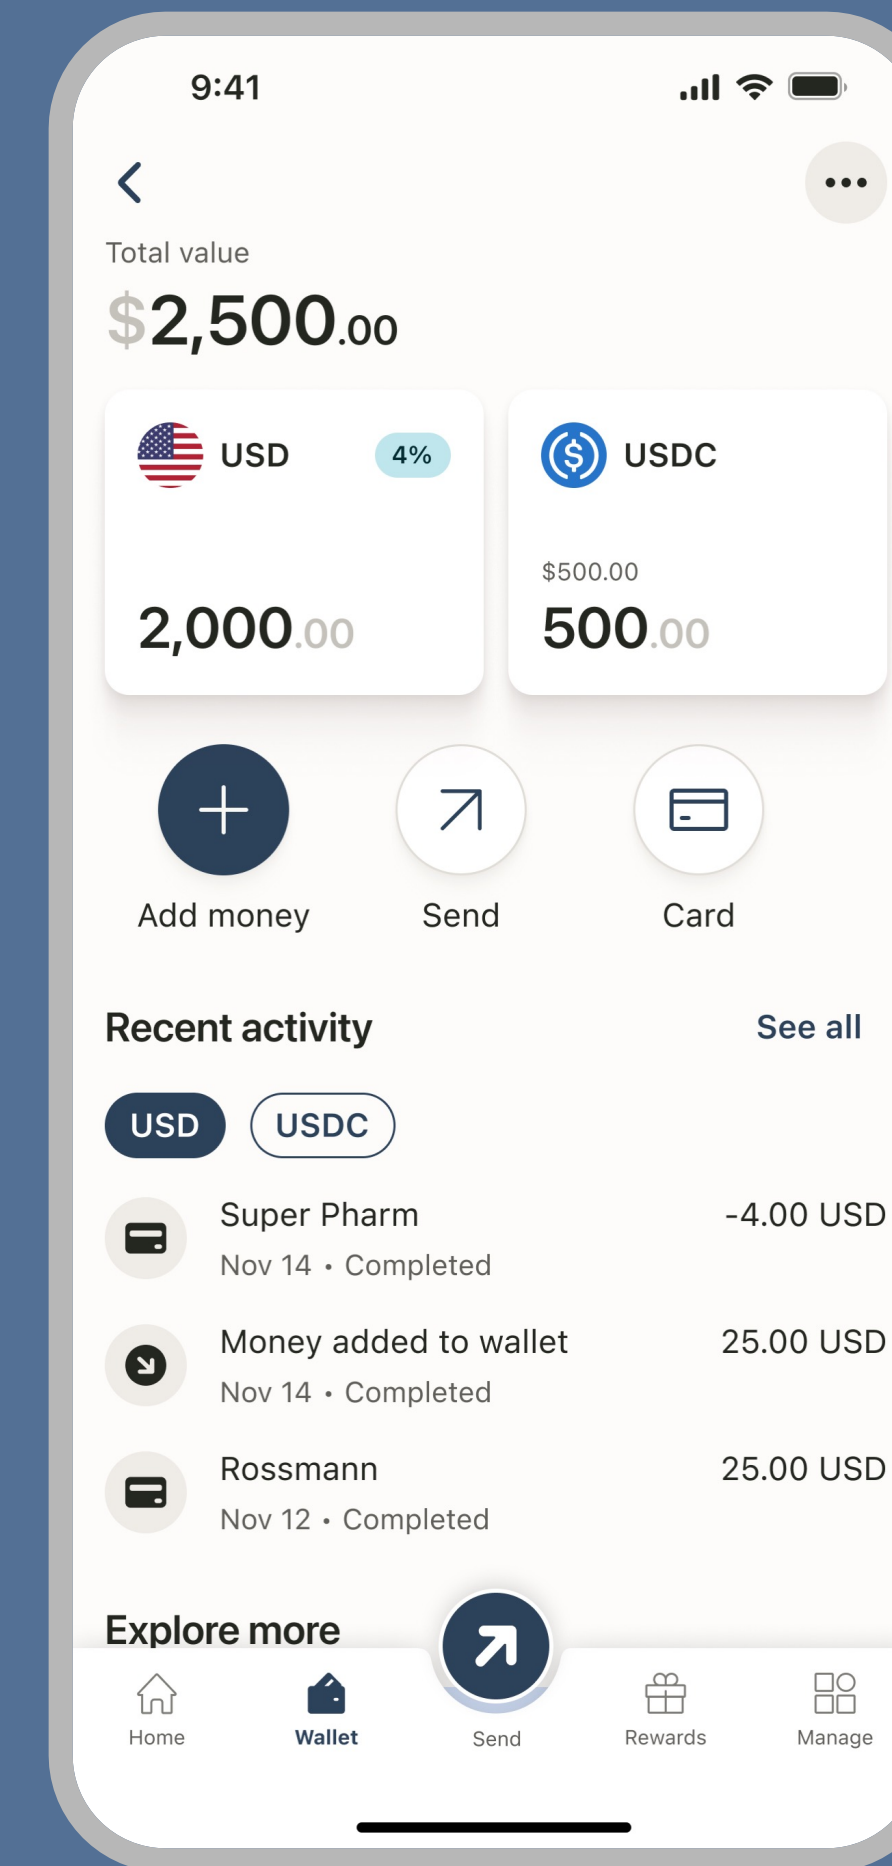 9:41
Total value
$2,500.00
USD 4%
USDC
$500.00
2,000.00
500.00
Add money
Send
Card
Recent activity
See all
USD
USDC
Super Pharm -4.00 USD
Nov 14 • Completed
Money added to wallet 25.00 USD
Nov 14 • Completed
Rossmann 25.00 USD
Nov 12 • Completed
Explore more
Home
Wallet
Send
Rewards
Manage